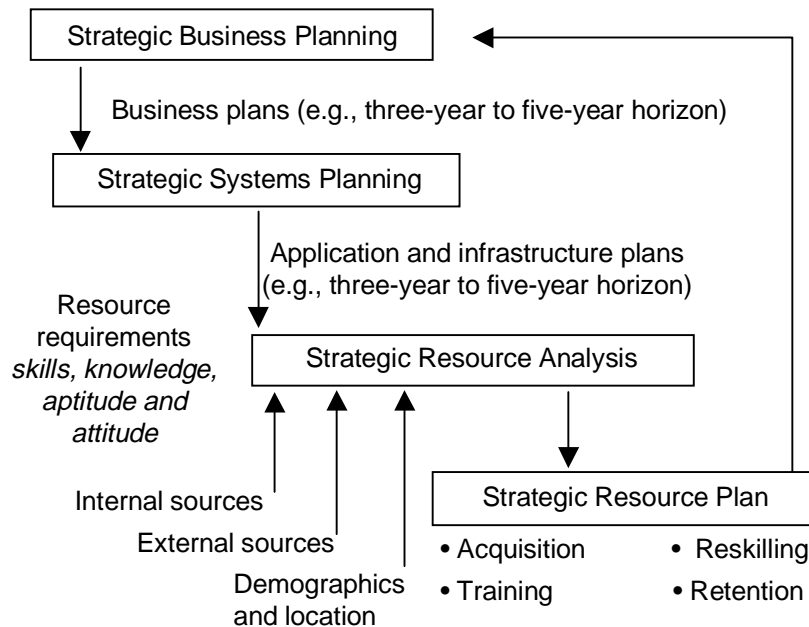 Strategic Business Planning
Business plans (e.g., three-year to five-year horizon)
Strategic Systems Planning
Application and infrastructure plans
(e.g., three-year to five-year horizon)
Resource
requirements
skills, knowledge,
aptitude and
attitude
Strategic Resource Analysis
Internal sources
External sources
Demographics
and location
Strategic Resource Plan
• Acquisition • Reskilling
• Training • Retention